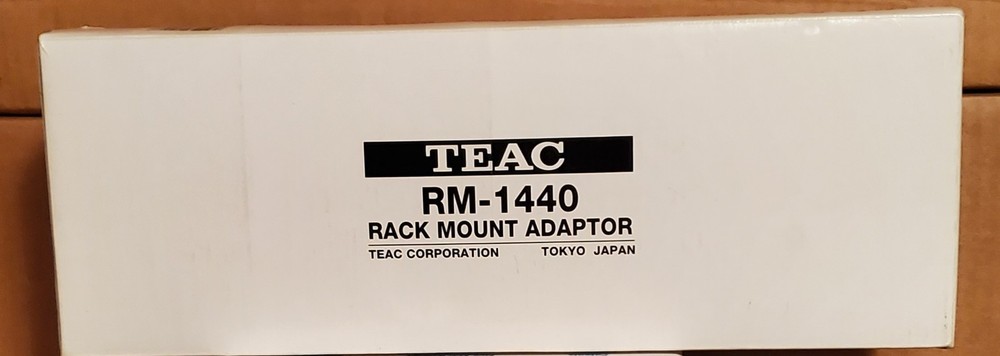 TEAC
RM-1440
RACK MOUNT ADAPTOR
TEAC CORPORATION TOKYO JAPAN